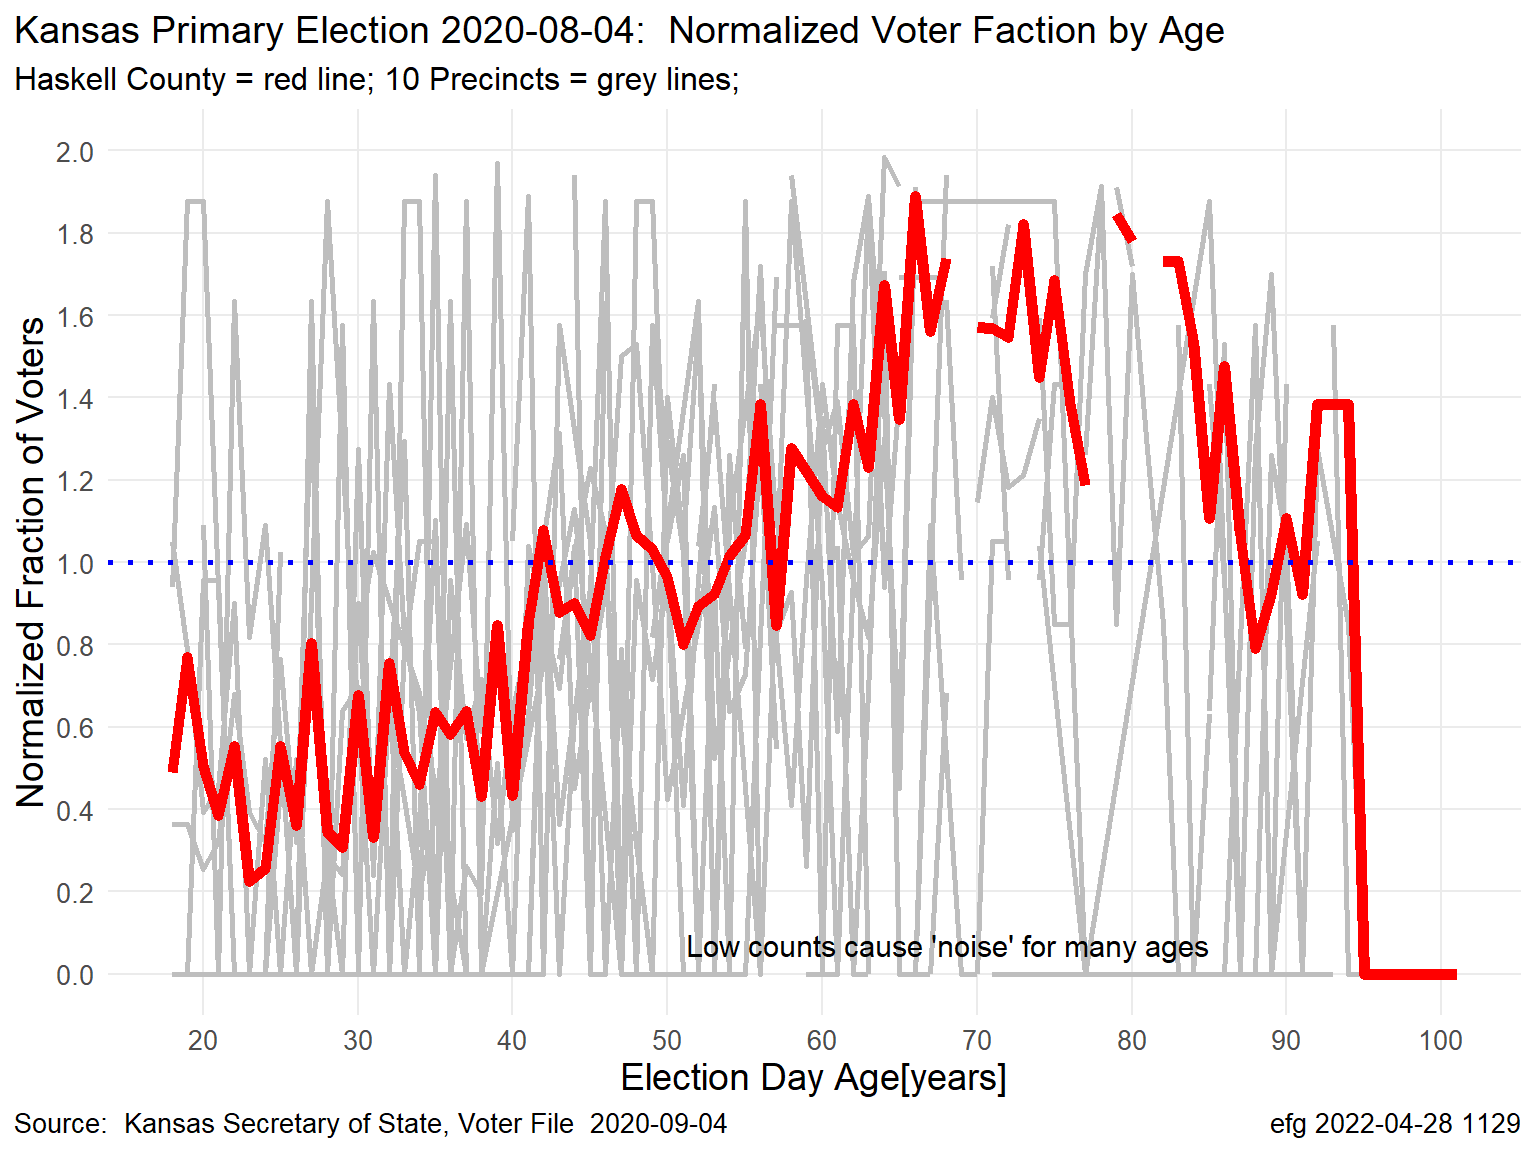 Kansas Primary Election 2020-08-04:  Normalized Voter Faction by Age
Haskell County = red line; 10 Precincts = grey lines;
Normalized Fraction of Voters
2.0
1.8
1.6
1.4
1.2
1.0
0.8
0.6
0.4
0.2
0.0
Low counts cause 'noise' for many ages
20 30 40 50 60 70 80 90 100
Election Day Age[years]
Source:  Kansas Secretary of State, Voter File  2020-09-04
efg 2022-04-28 1129